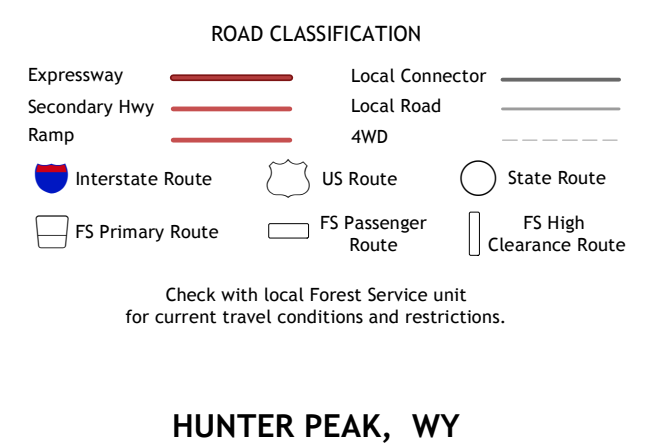 ROAD CLASSIFICATION
Expressway
Local Connector
Secondary Hwy
Local Road
Ramp
4WD
Interstate Route
US Route
State Route
FS Primary Route
FS Passenger
Route
FS High
Clearance Route
Check with local Forest Service unit
for current travel conditions and restrictions.
HUNTER PEAK, WY